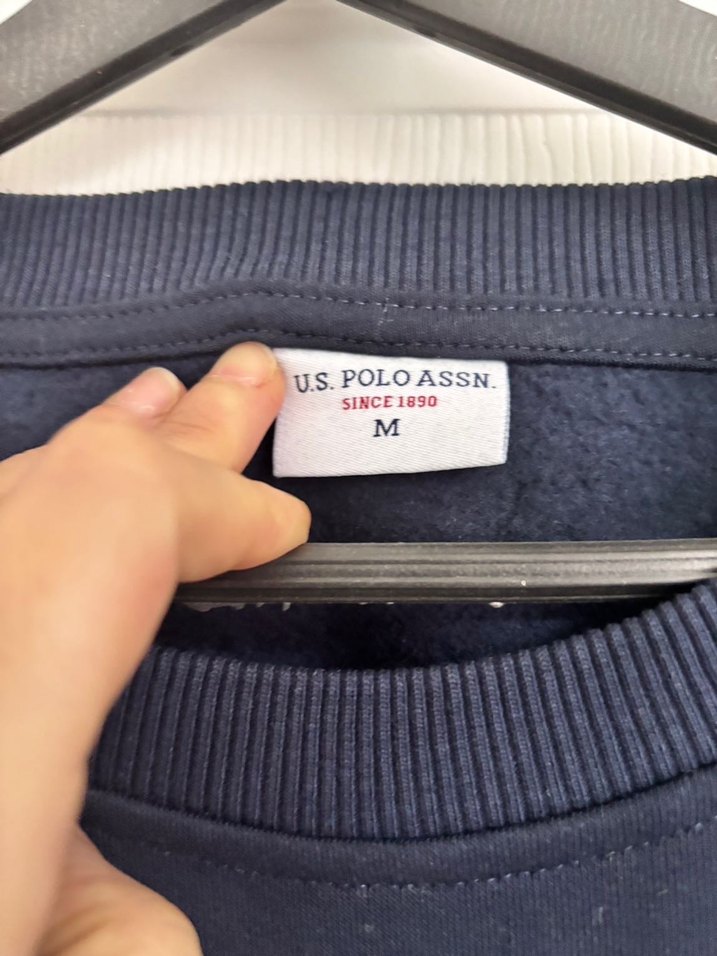 U.S. POLO ASSN.
SINCE 1890
M